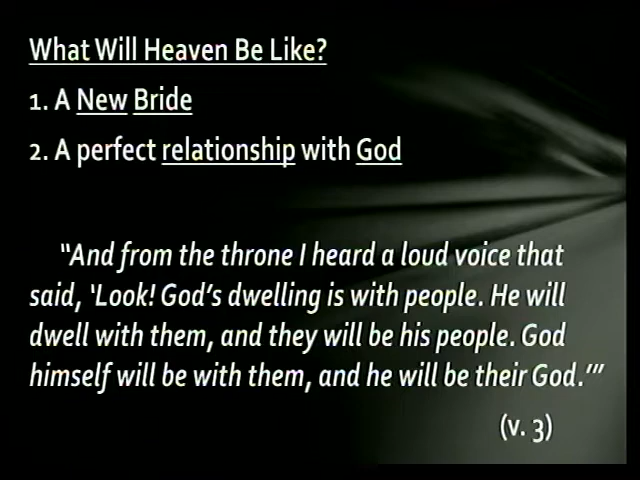 What Will Heaven Be Like?
1. A New Bride
2. A perfect relationship with God
“And from the throne I heard a loud voice that
said, ‘Look! God’s dwelling is with people. He will
dwell with them, and they will be his people. God
himself will be with them, and he will be their God.’”
(v. 3)